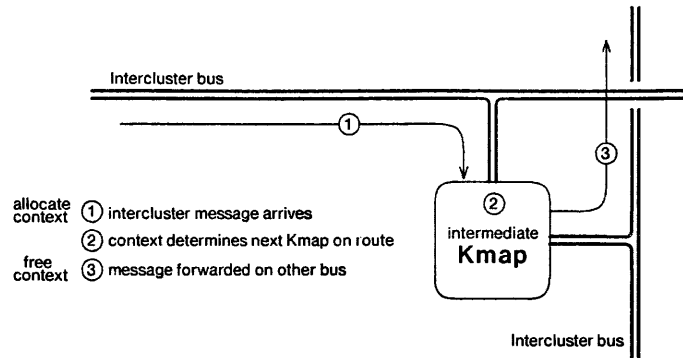 Intercluster bus
①
③
allocate
context
① intercluster message arrives
②
intermediate
Kmap
② context determines next Kmap on route
free
context
③ message forwarded on other bus
Intercluster bus